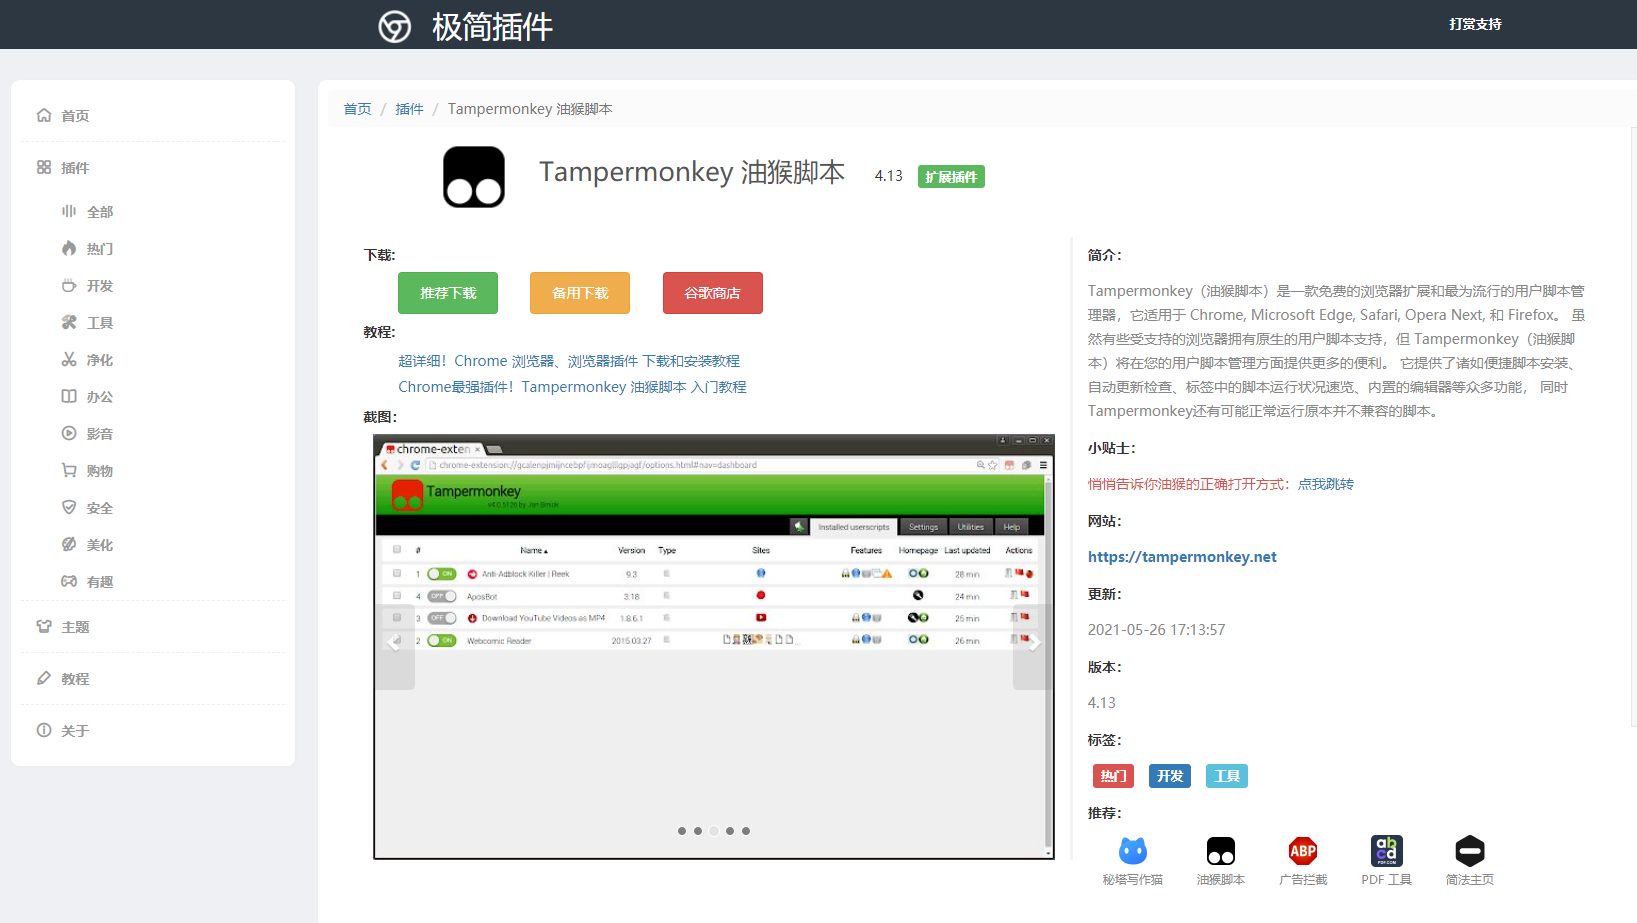 极简插件
打赏支持
首页
插件
全部
热门
开发
工具
净化
办公
影音
购物
安全
美化
有趣
主题
教程
关于
首页 / 插件 / Tampermonkey 油猴脚本
Tampermonkey 油猴脚本 4.13 扩展插件
下载:
推荐下载 备用下载 谷歌商店
教程:
超详细！Chrome 浏览器、浏览器插件 下载和安装教程
Chrome最强插件！Tampermonkey 油猴脚本 入门教程
截图:
chrome-exten
chrome-extension://gcalenpjmijncebpfijmoaglllgpjagf/options.html#nav=dashboard
Tampermonkey
v4.0.5126 by Jan Biniok
Installed userscripts Settings Utilities Help
# Name Version Type Sites Features Homepage Last updated Actions
1 ON Anti-Adblock Killer | Reek 9.3 28 min
4 OFF AposBot 3.18 24 min
3 OFF Download YouTube Videos as MP4 1.8.6.1 25 min
2 ON Webcomic Reader 2015.03.27 ... 26 min
简介:
Tampermonkey（油猴脚本）是一款免费的浏览器扩展和最为流行的用户脚本管
理器，它适用于 Chrome, Microsoft Edge, Safari, Opera Next, 和 Firefox。 虽
然有些受支持的浏览器拥有原生的用户脚本支持，但 Tampermonkey（油猴脚
本）将在您的用户脚本管理方面提供更多的便利。 它提供了诸如便捷脚本安装、
自动更新检查、标签中的脚本运行状况速览、内置的编辑器等众多功能， 同时
Tampermonkey还有可能正常运行原本并不兼容的脚本。
小贴士:
悄悄告诉你油猴的正确打开方式：点我跳转
网站:
https://tampermonkey.net
更新:
2021-05-26 17:13:57
版本:
4.13
标签:
热门 开发 工具
推荐:
ABP
abcd
PDF.COM
秘塔写作猫 油猴脚本 广告拦截 PDF 工具 简法主页